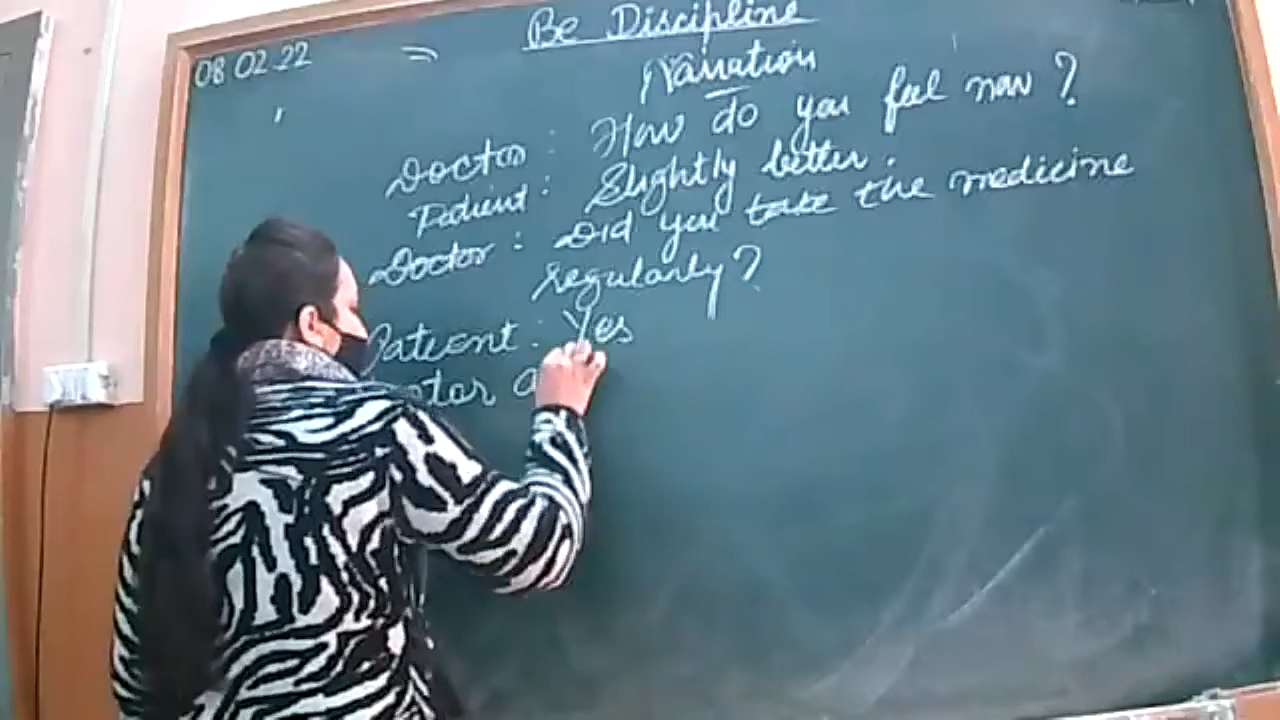 Be Discipline
08 02.22
Narration
Doctor : How do you feel now ?
Patient : Slightly better.
Doctor : Did you take the medicine
regularly ?
Patient : Yes